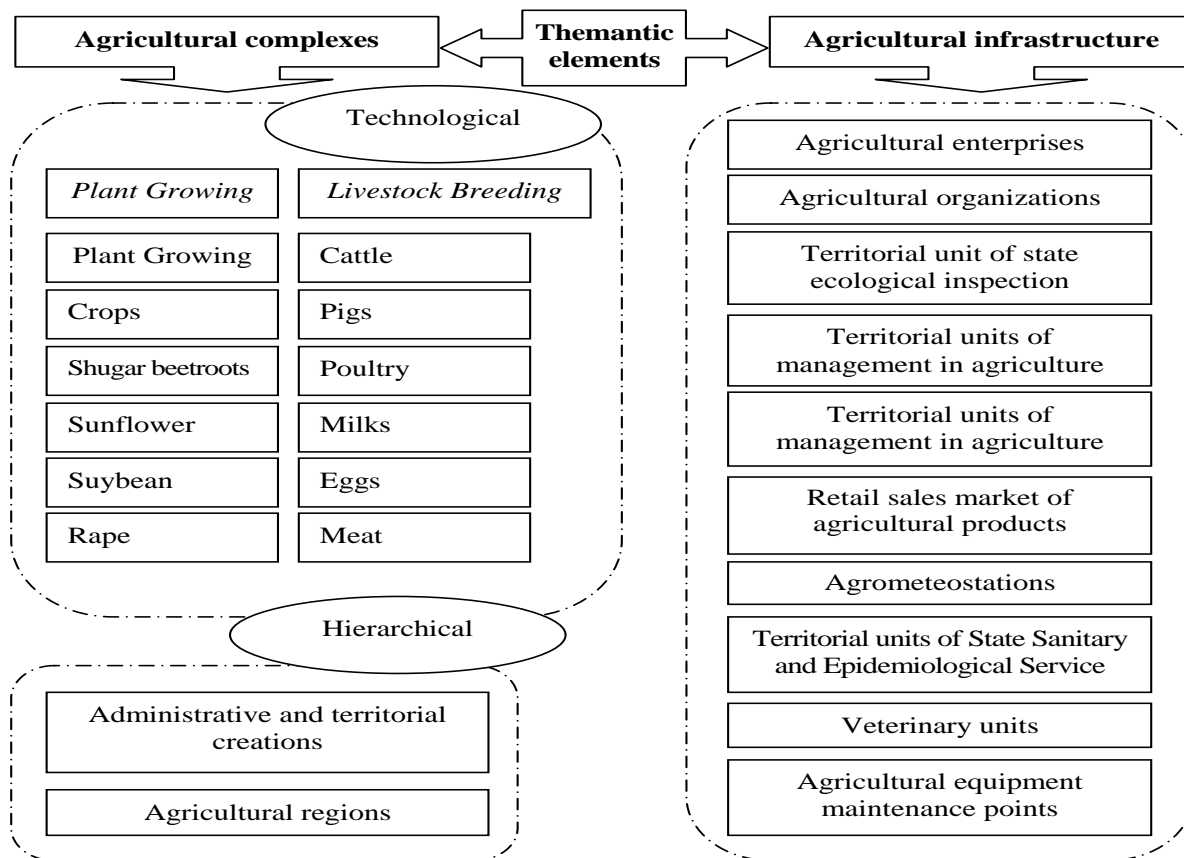 Agricultural complexes
Themantic
elements
Agricultural infrastructure
Technological
Plant Growing
Livestock Breeding
Plant Growing
Cattle
Crops
Pigs
Shugar beetroots
Poultry
Sunflower
Milks
Suybean
Eggs
Rape
Meat
Hierarchical
Administrative and territorial
creations
Agricultural regions
Agricultural enterprises
Agricultural organizations
Territorial unit of state
ecological inspection
Territorial units of
management in agriculture
Territorial units of
management in agriculture
Retail sales market of
agricultural products
Agrometeostations
Territorial units of State Sanitary
and Epidemiological Service
Veterinary units
Agricultural equipment
maintenance points